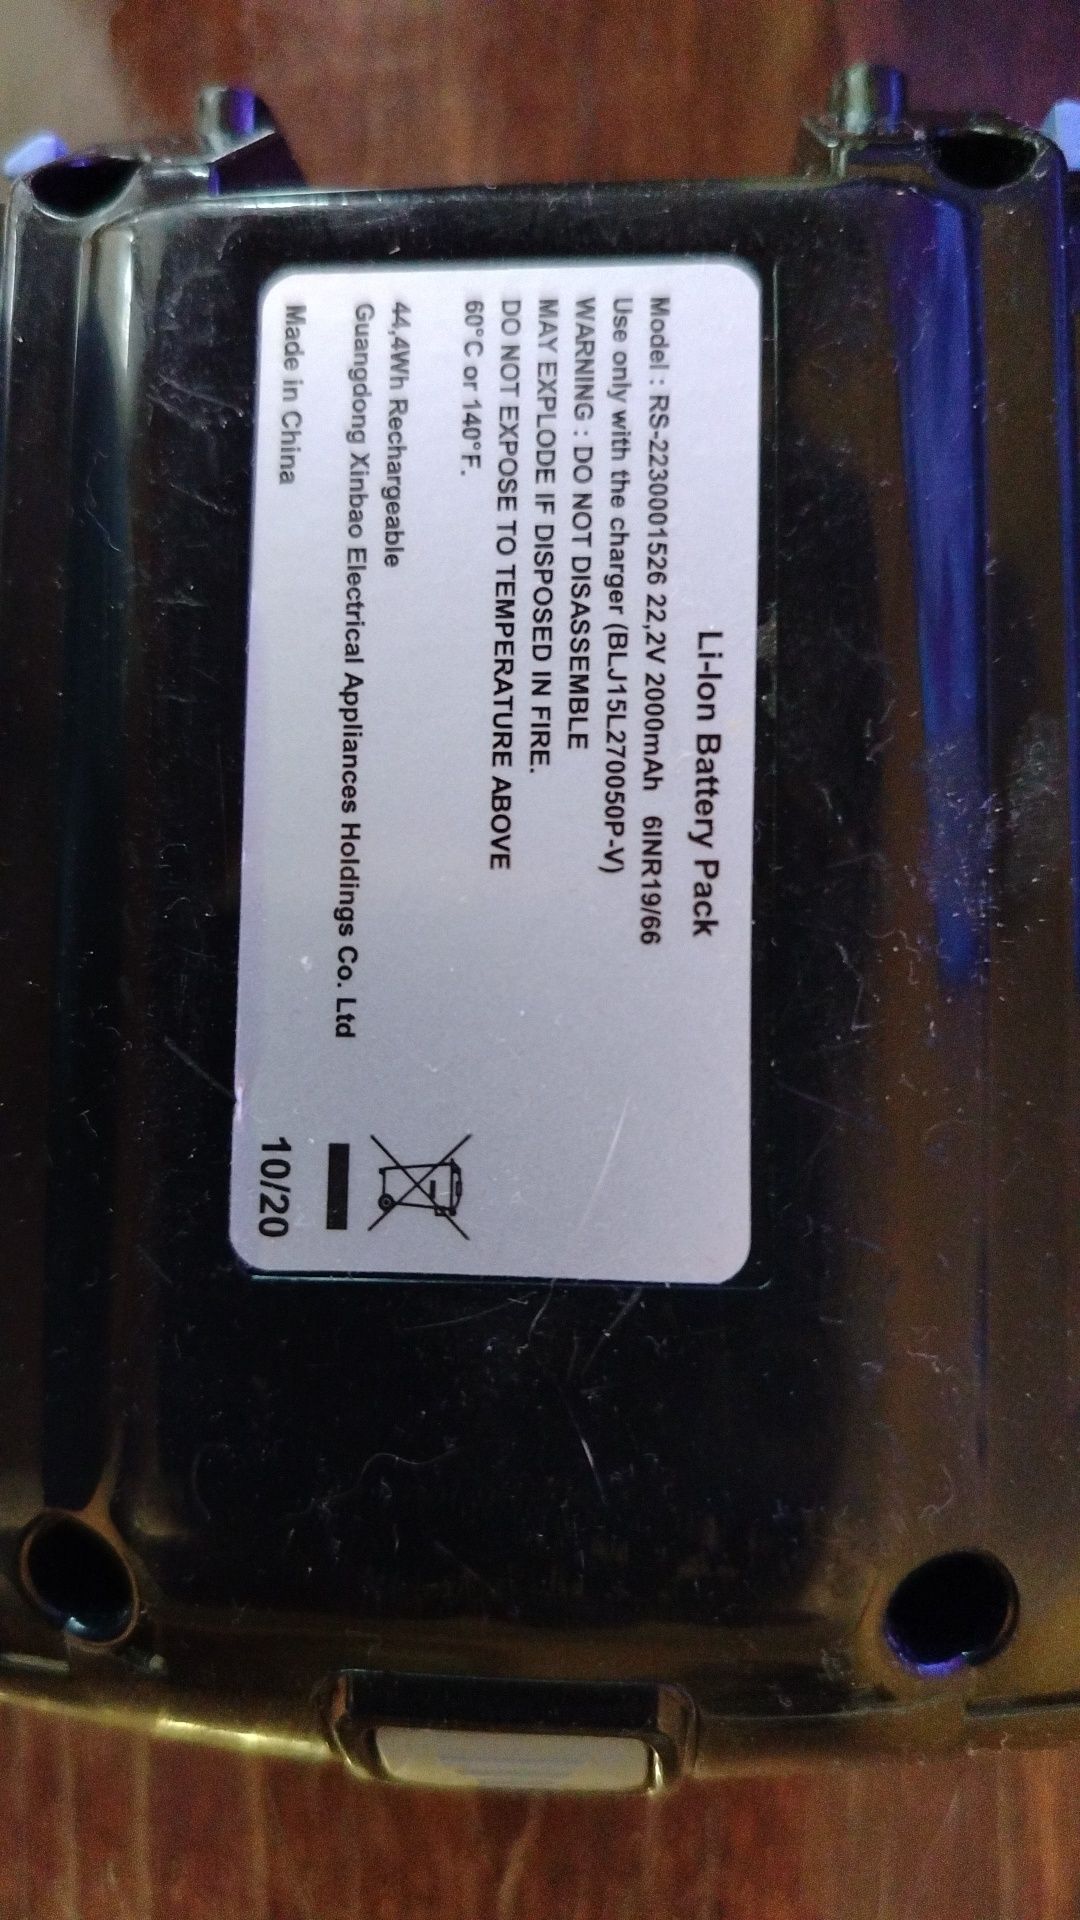 Li-Ion Battery Pack
Model : RS-2230001526 22,2V 2000mAh 6INR19/66
Use only with the charger (BLJ15L270050P-V)
WARNING : DO NOT DISASSEMBLE
MAY EXPLODE IF DISPOSED IN FIRE.
DO NOT EXPOSE TO TEMPERATURE ABOVE
60°C or 140°F.
44,4Wh Rechargeable
Guangdong Xinbao Electrical Appliances Holdings Co. Ltd
Made in China
10/20